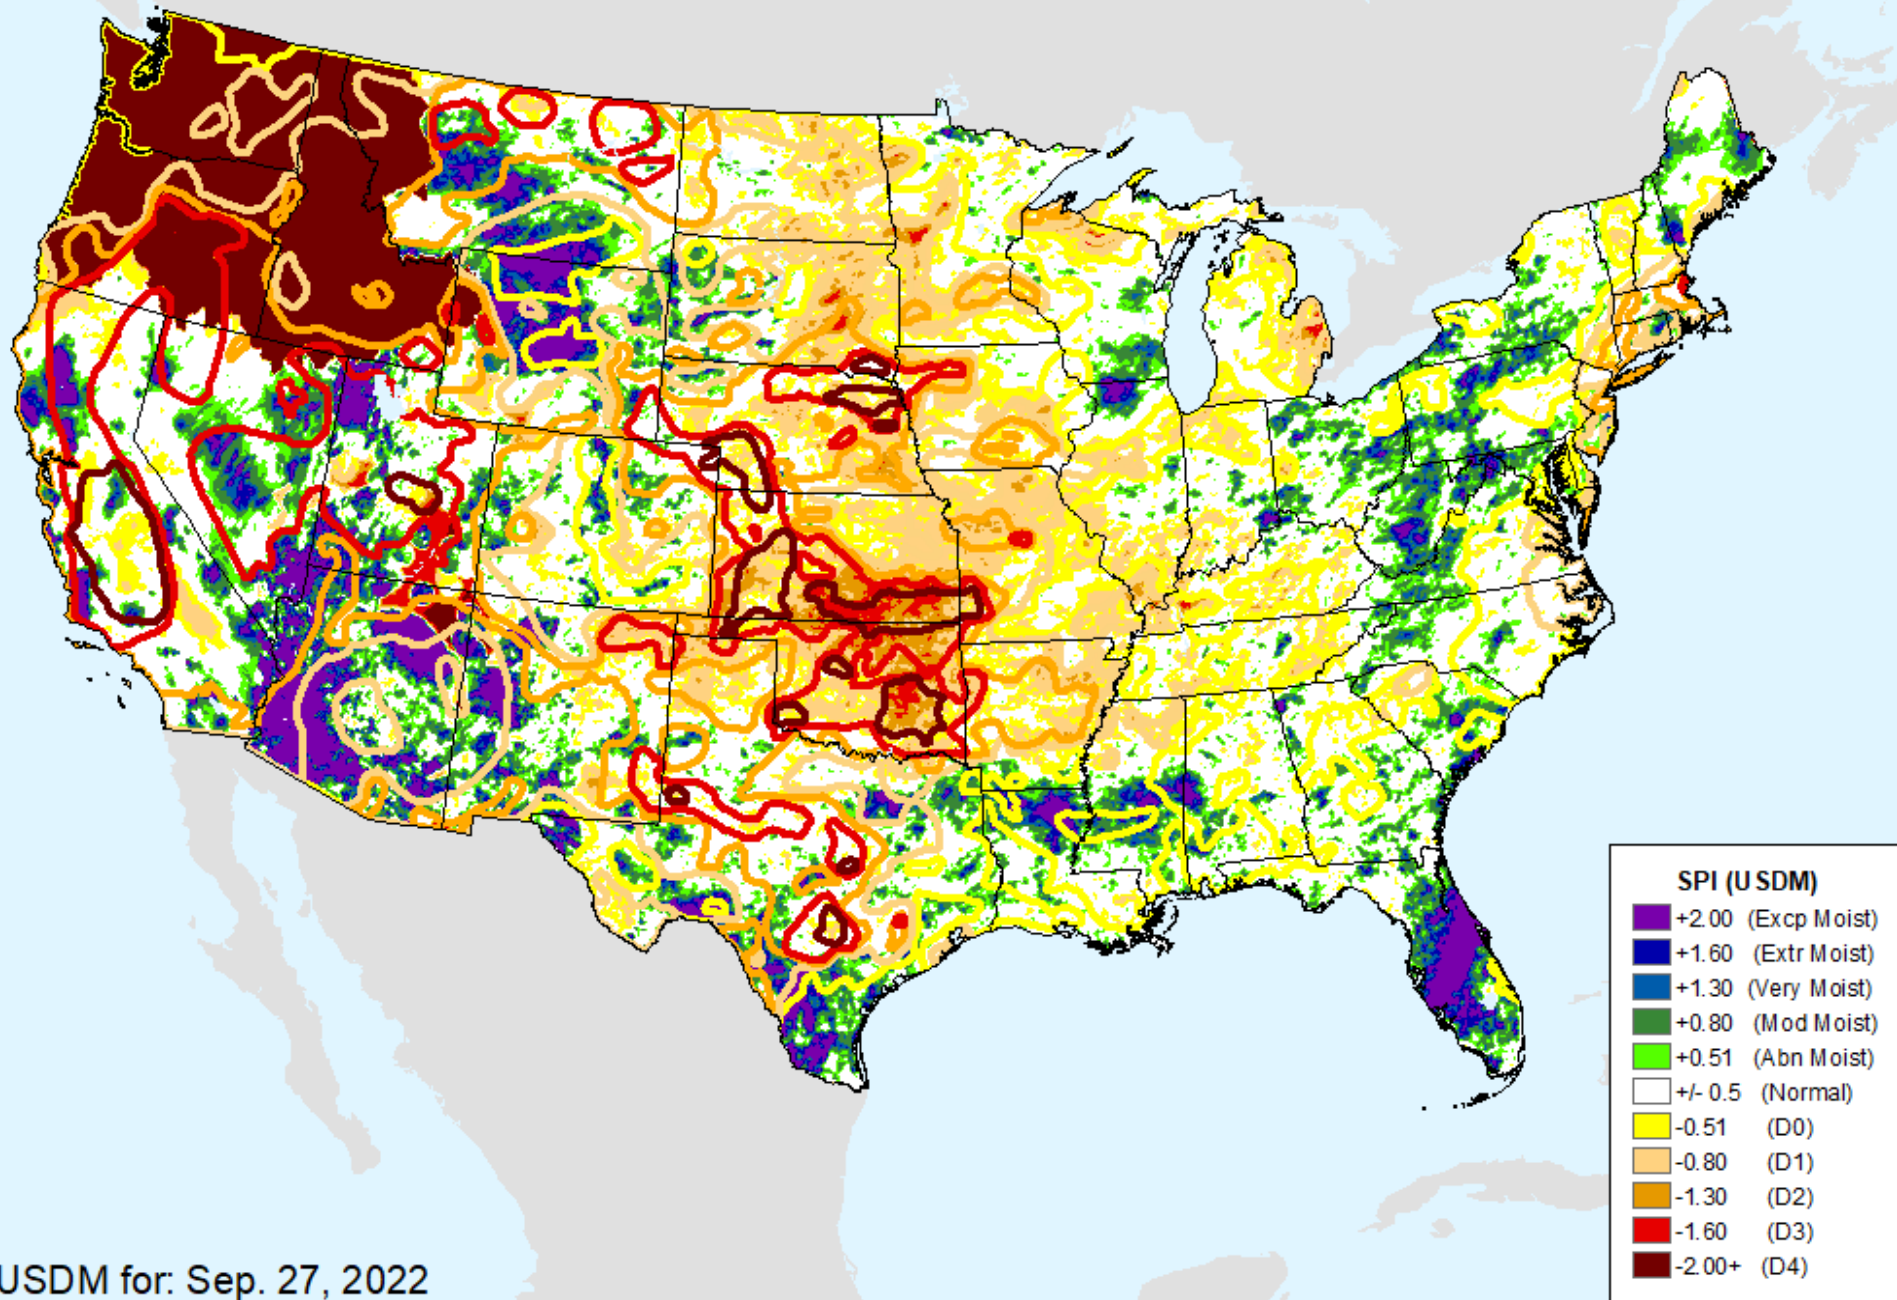 SPI (USDM)
+2.00 (Excp Moist)
+1.60 (Extr Moist)
+1.30 (Very Moist)
+0.80 (Mod Moist)
+0.51 (Abn Moist)
+/- 0.5 (Normal)
-0.51 (D0)
-0.80 (D1)
-1.30 (D2)
-1.60 (D3)
-2.00+ (D4)
USDM for: Sep. 27, 2022